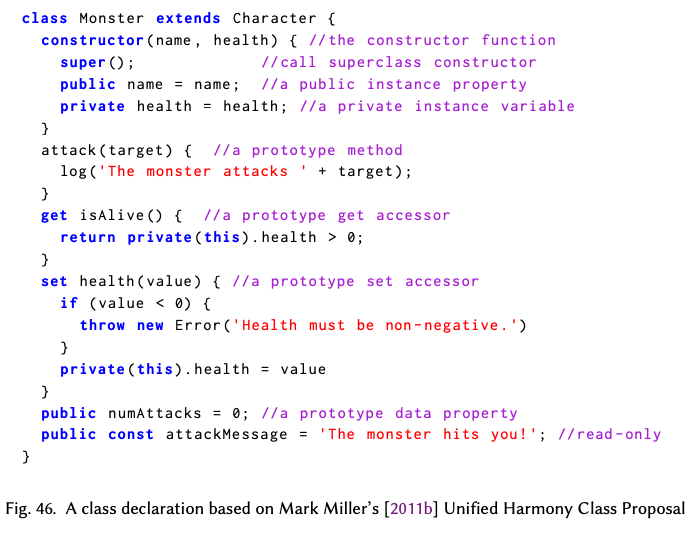 class Monster extends Character {
  constructor(name, health) { //the constructor function
    super();             //call superclass constructor
    public name = name;  //a public instance property
    private health = health; //a private instance variable
  }
  attack(target) {  //a prototype method
    log('The monster attacks ' + target);
  }
  get isAlive() {  //a prototype get accessor
    return private(this).health > 0;
  }
  set health(value) { //a prototype set accessor
    if (value < 0) {
      throw new Error('Health must be non-negative.')
    }
    private(this).health = value
  }
  public numAttacks = 0; //a prototype data property
  public const attackMessage = 'The monster hits you!'; //read-only
}
Fig. 46. A class declaration based on Mark Miller's [2011b] Unified Harmony Class Proposal